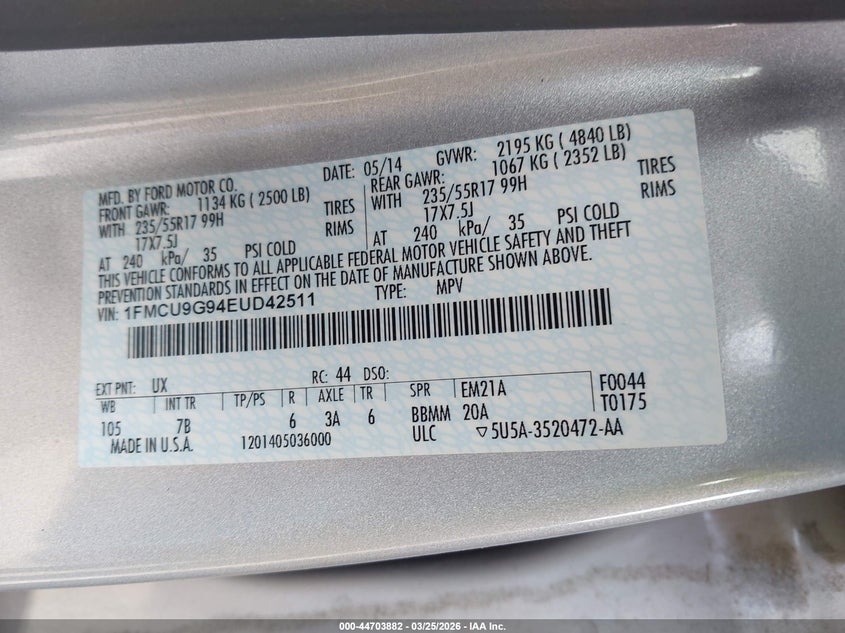 MFD. BY FORD MOTOR CO. DATE: 05/14 GVWR: 2195 KG ( 4840 LB)
FRONT GAWR: 1134 KG ( 2500 LB) REAR GAWR: 1067 KG ( 2352 LB)
WITH 235/55R17 99H TIRES WITH 235/55R17 99H TIRES
17X7.5J RIMS 17X7.5J RIMS
AT 240 kPa/ 35 PSI COLD AT 240 kPa/ 35 PSI COLD
THIS VEHICLE CONFORMS TO ALL APPLICABLE FEDERAL MOTOR VEHICLE SAFETY AND THEFT
PREVENTION STANDARDS IN EFFECT ON THE DATE OF MANUFACTURE SHOWN ABOVE.
VIN: 1FMCU9G94EUD42511 TYPE: MPV
EXT PNT: UX RC: 44 DSO:
WB INT TR TP/PS R AXLE TR SPR EM21A F0044
105 7B 6 3A 6 BBMM 20A T0175
MADE IN U.S.A. 1201405036000 ULC ▽5U5A-3520472-AA
000-44703882 - 03/25/2026 - IAA Inc.